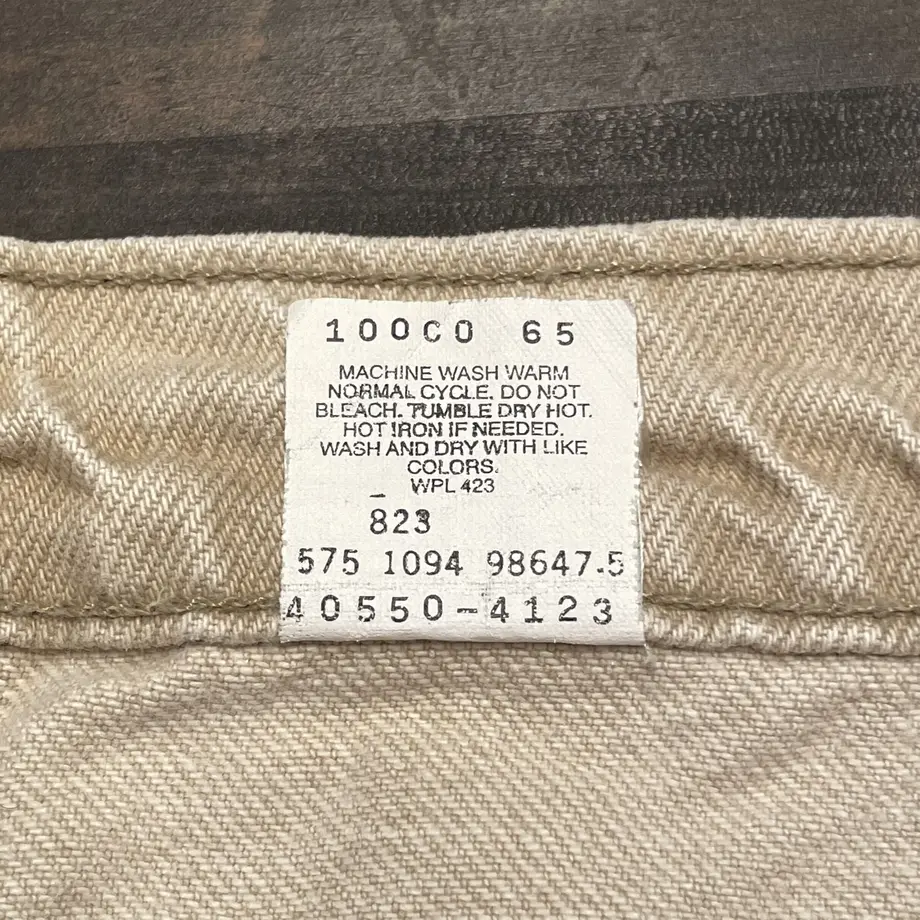 100CO 65
MACHINE WASH WARM
NORMAL CYCLE. DO NOT
BLEACH. TUMBLE DRY HOT.
HOT IRON IF NEEDED.
WASH AND DRY WITH LIKE
COLORS.
WPL 423
823
575 1094 98647.5
40550-4123